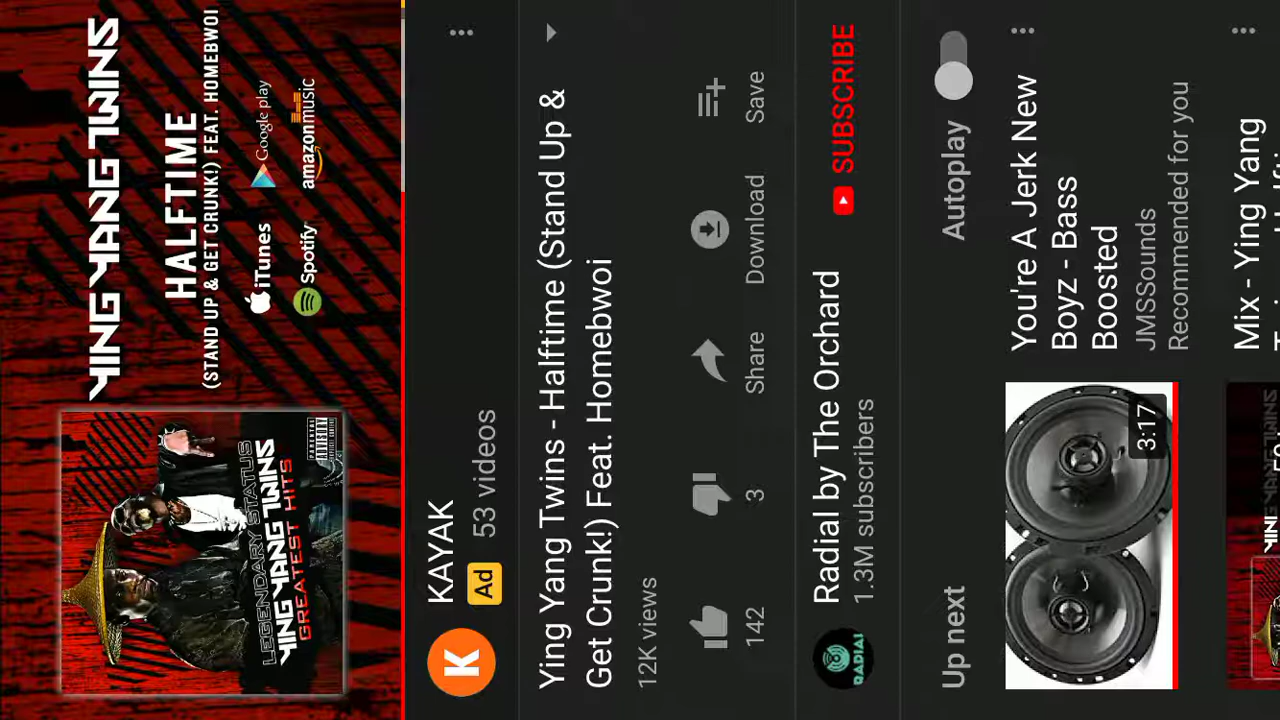 YING YANG TWINS
HALFTIME
(STAND UP & GET CRUNK!) FEAT. HOMEBWOI
iTunes
Google play
Spotify
amazonmusic
LEGENDARY STATUS
YING YANG TWINS
GREATEST HITS
PARENTAL
ADVISORY
K
KAYAK
Ad 53 videos
Ying Yang Twins - Halftime (Stand Up &
Get Crunk!) Feat. Homebwoi
12K views
142
3
Share
Download
Save
RADIAL
Radial by The Orchard
1.3M subscribers
SUBSCRIBE
Up next
Autoplay
3:17
You're A Jerk New
Boyz - Bass
Boosted
JMSSounds
Recommended for you
Mix - Ying Yang